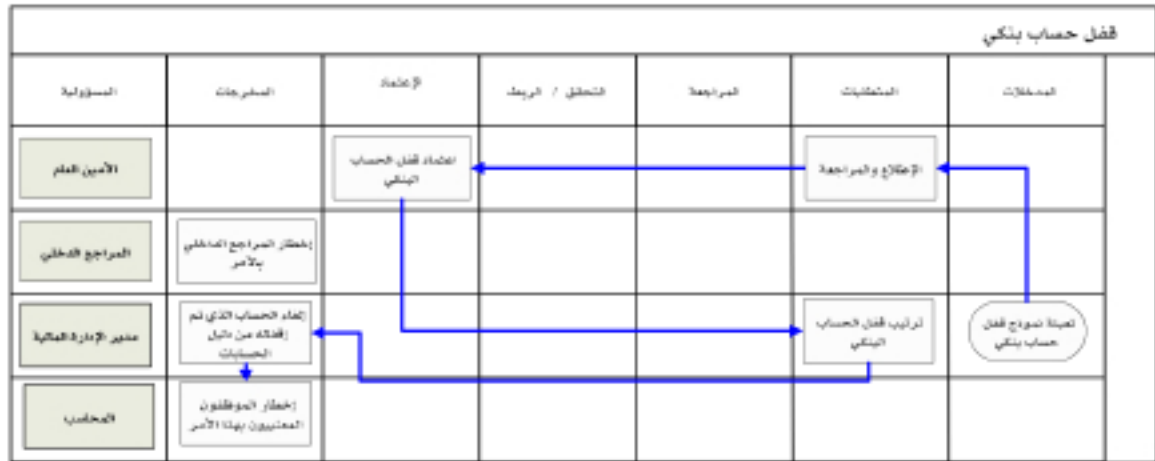 قفل حساب بنكي
المدخلات
المتطلبات
المراجعة
التحقق / الربط
الإعتماد
المخرجات
المسؤولية
الإطلاع والمراجعة
اعتماد قفل الحساب
البنكي
الأمين العام
إخطار المراجع الداخلي
بالأمر
المراجع الداخلي
تعبئة نموذج قفل
حساب بنكي
ترتيب قفل الحساب
البنكي
إلغاء الحساب الذي تم
إقفاله من دليل
الحسابات
مدير الإدارة المالية
إخطار الموظفون
المعنييون بهذا الأمر
المحاسب